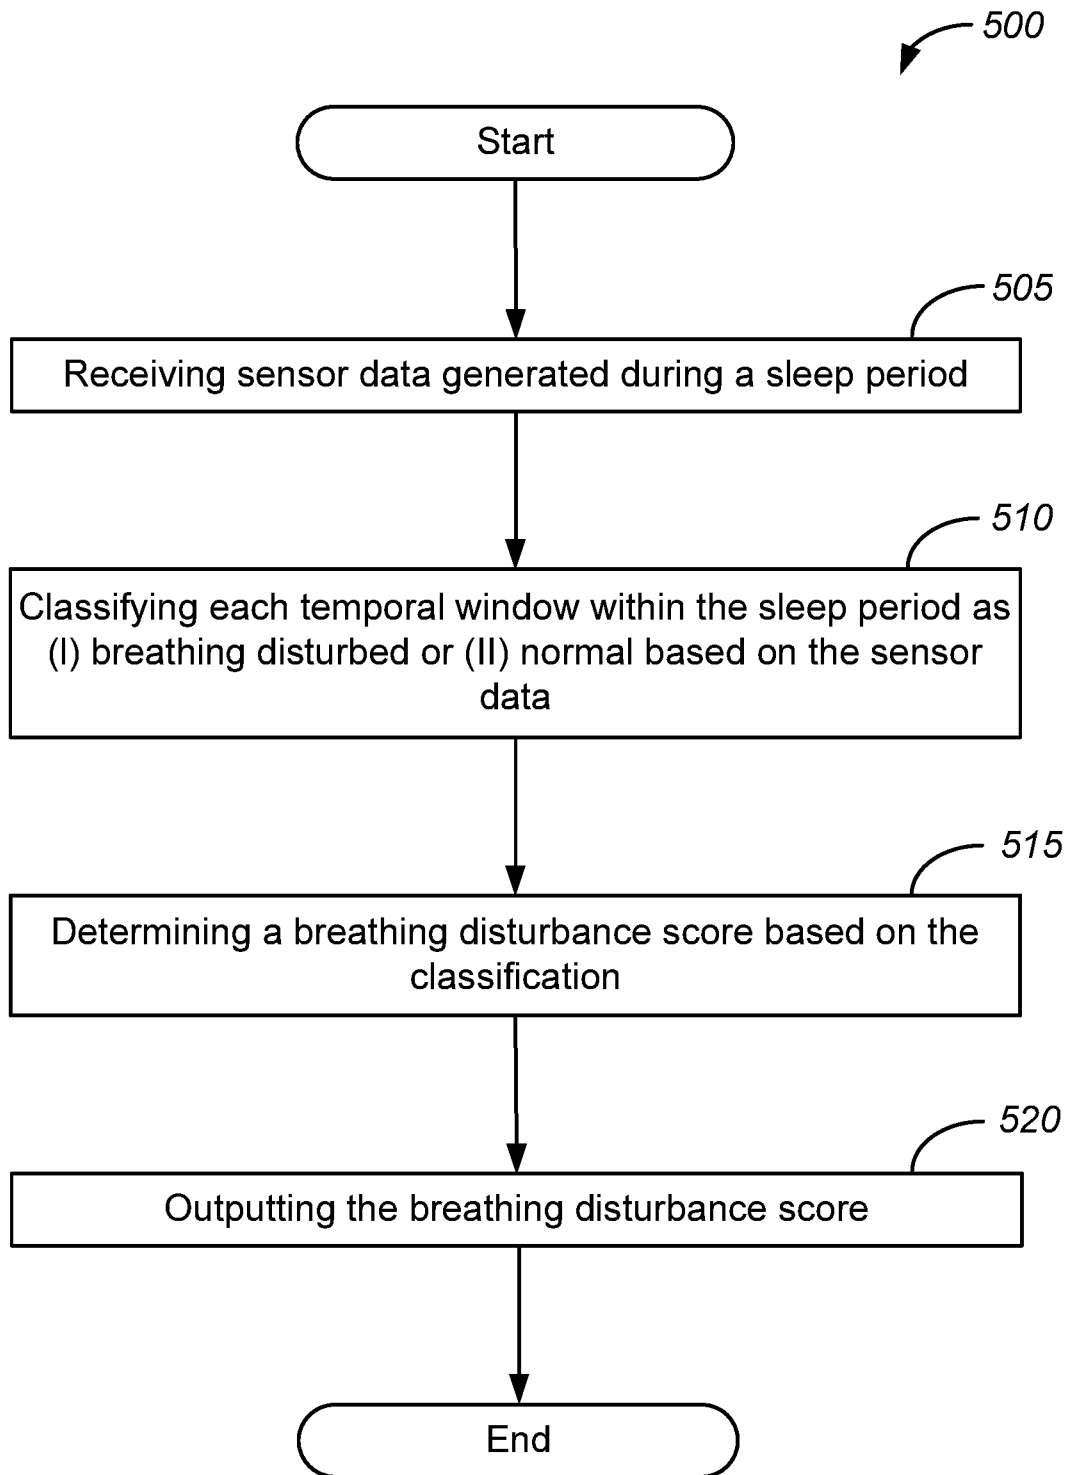 500
Start
505
Receiving sensor data generated during a sleep period
510
Classifying each temporal window within the sleep period as
(I) breathing disturbed or (II) normal based on the sensor
data
515
Determining a breathing disturbance score based on the
classification
520
Outputting the breathing disturbance score
End